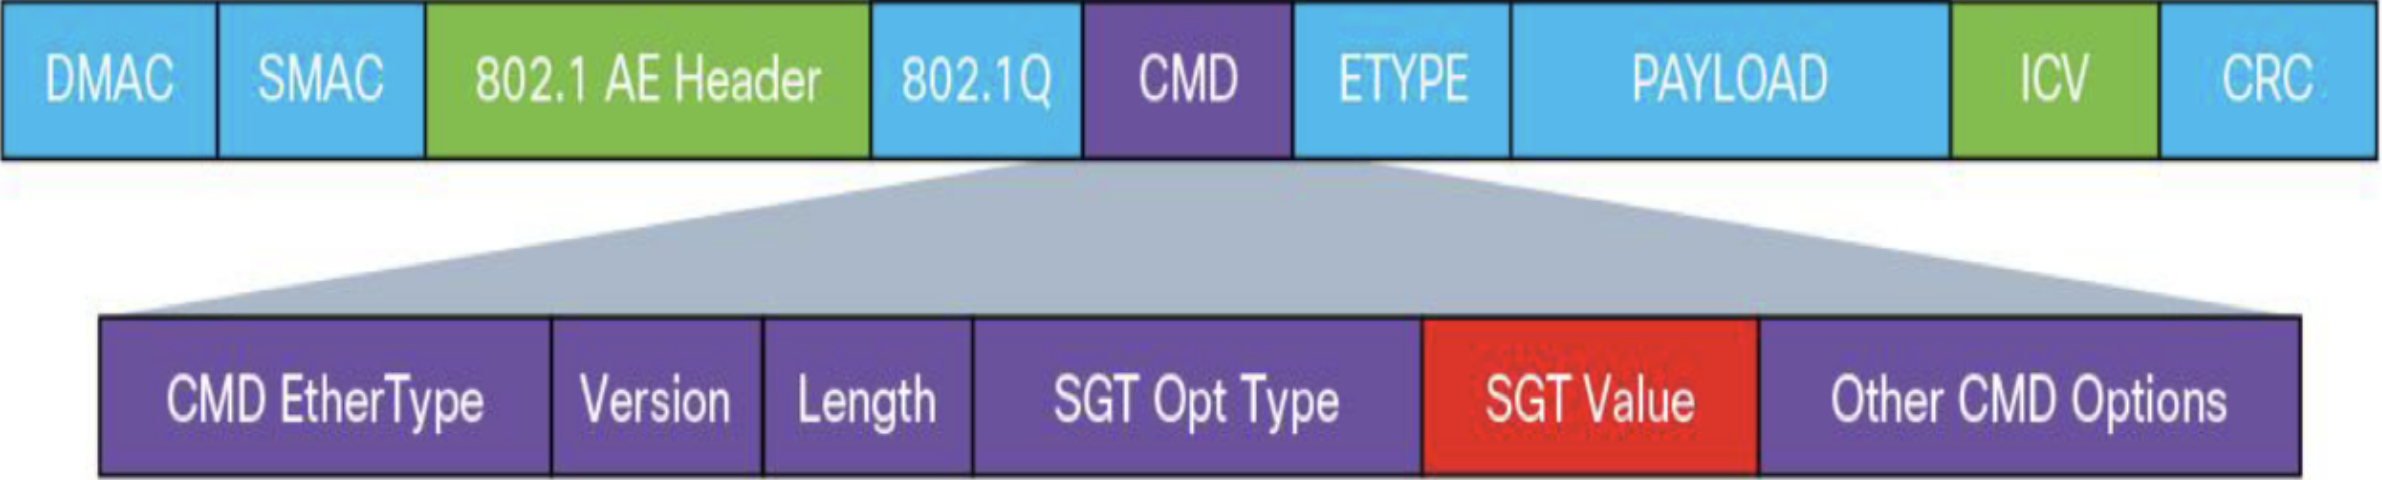 DMAC SMAC 802.1 AE Header 802.1Q CMD ETYPE PAYLOAD ICV CRC
CMD EtherType Version Length SGT Opt Type SGT Value Other CMD Options